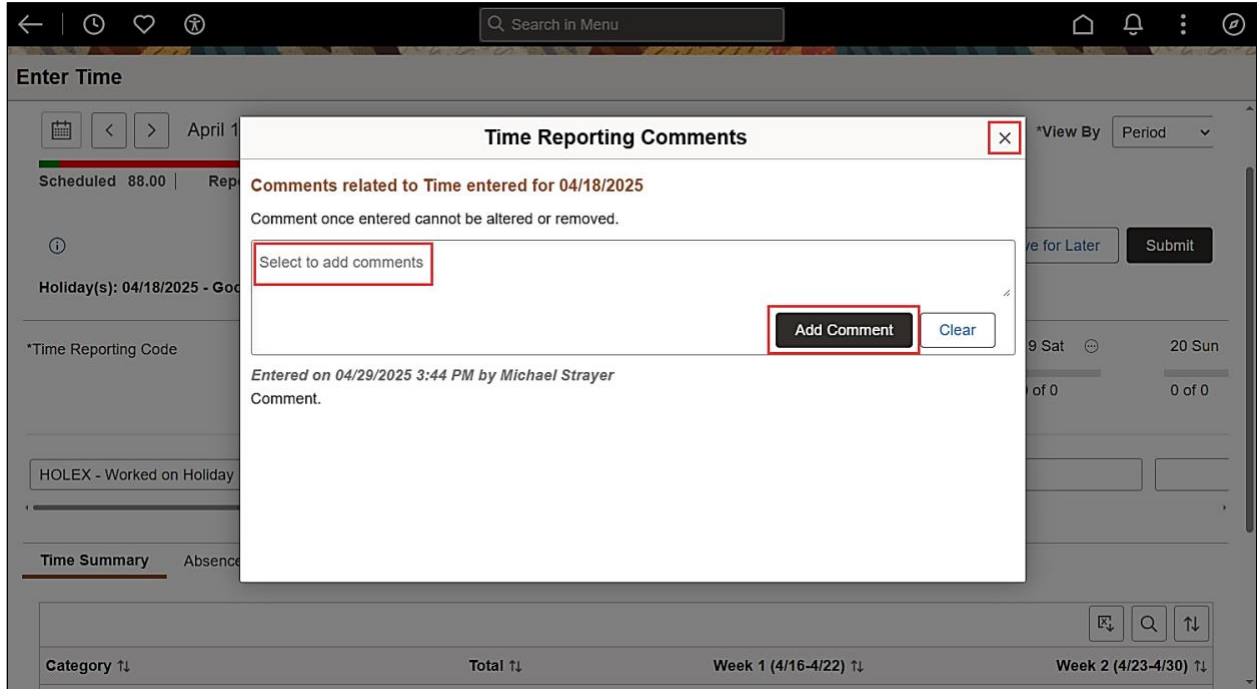 Search in Menu
Enter Time
April 1
*View By Period
Scheduled 88.00 | Rep
Holiday(s): 04/18/2025 - Goo
ve for Later
Submit
*Time Reporting Code
9 Sat
20 Sun
of 0
0 of 0
HOLEX - Worked on Holiday
Time Reporting Comments
Comments related to Time entered for 04/18/2025
Comment once entered cannot be altered or removed.
Select to add comments
Add Comment
Clear
Entered on 04/29/2025 3:44 PM by Michael Strayer
Comment.
Time Summary
Absence
Category
Total
Week 1 (4/16-4/22)
Week 2 (4/23-4/30)